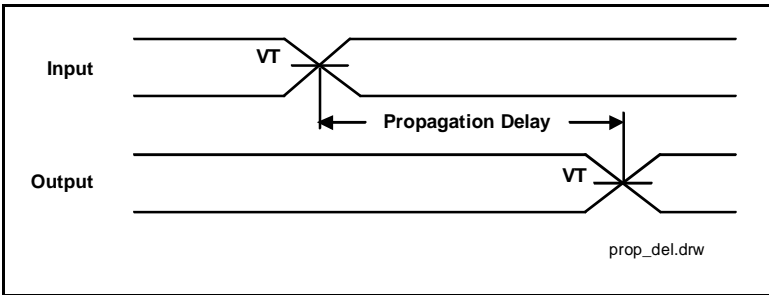 VT
Input
Propagation Delay
Output
VT
prop_del.drw